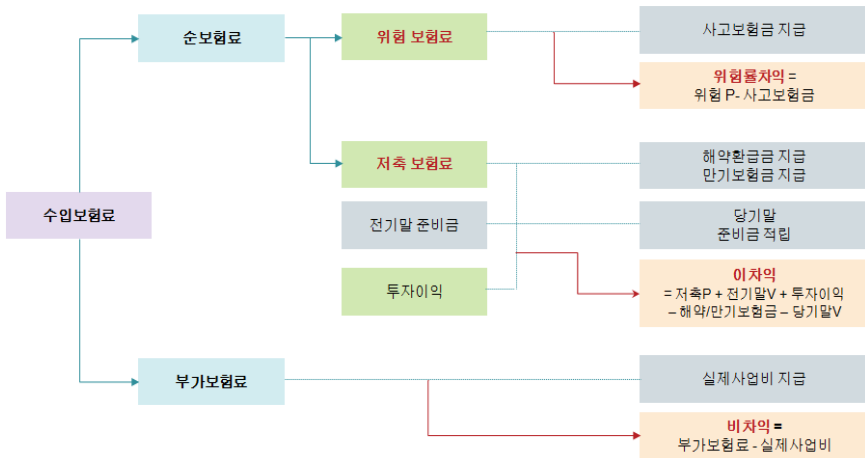 순보험료
위험 보험료
사고보험금 지급
위험률차익 =
위험 P- 사고보험금
저축 보험료
해약환급금 지급
만기보험금 지급
수입보험료
전기말 준비금
당기말
준비금 적립
투자이익
이차익
= 저축P + 전기말V + 투자이익
– 해약/만기보험금 – 당기말V
부가보험료
실제사업비 지급
비차익 =
부가보험료 - 실제사업비